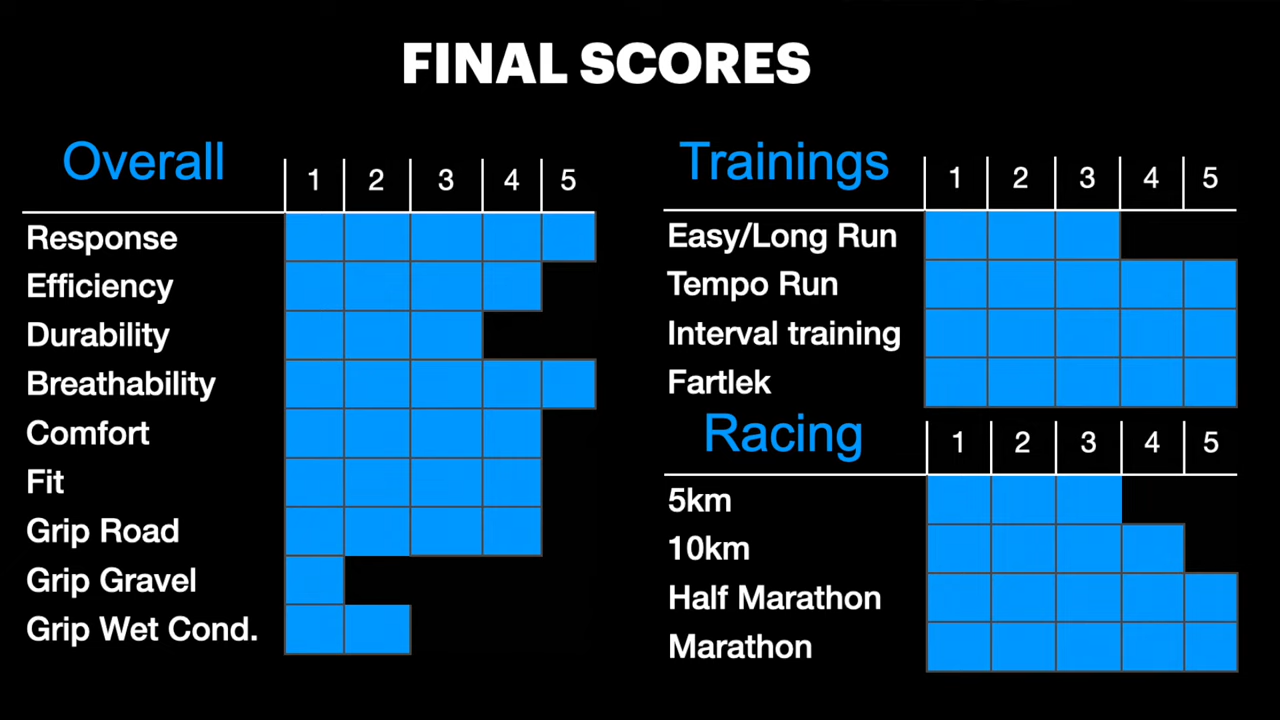 FINAL SCORES
Overall 1 2 3 4 5
Response
Efficiency
Durability
Breathability
Comfort
Fit
Grip Road
Grip Gravel
Grip Wet Cond.
Trainings 1 2 3 4 5
Easy/Long Run
Tempo Run
Interval training
Fartlek
Racing 1 2 3 4 5
5km
10km
Half Marathon
Marathon